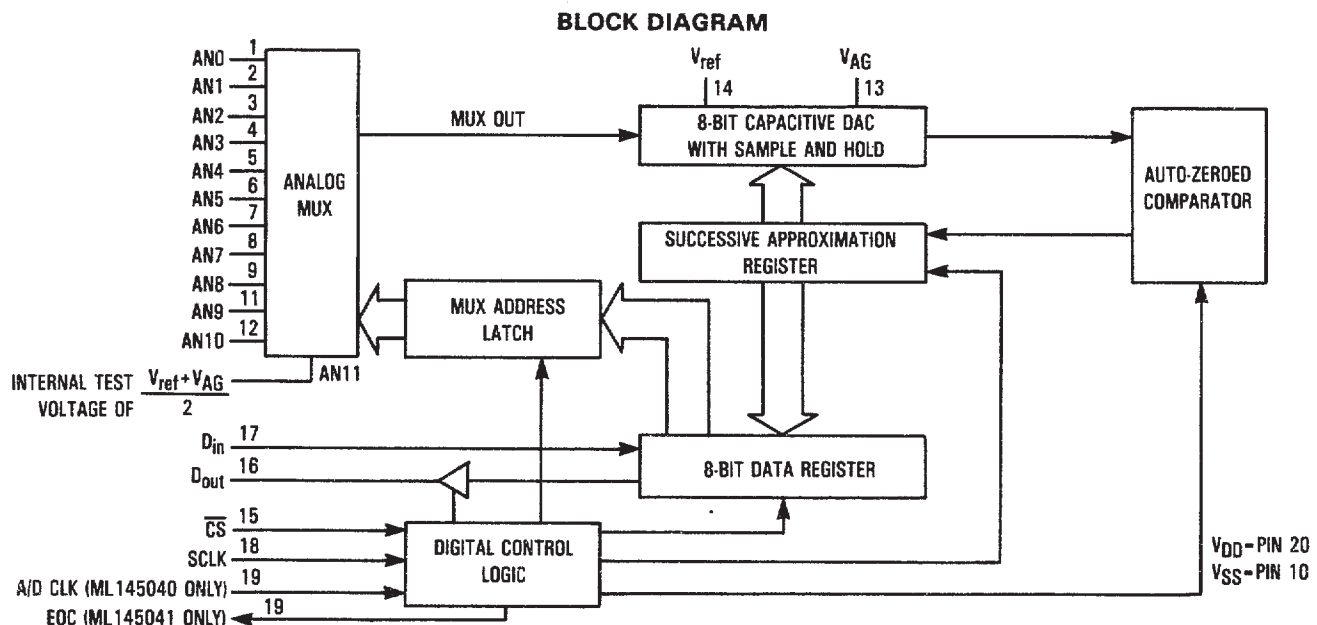 BLOCK DIAGRAM
Vref
VAG
14
13
AN0 1
AN1 2
AN2 3
AN3 4
AN4 5
AN5 6
AN6 7
AN7 8
AN8 9
AN9 11
AN10 12
ANALOG
MUX
MUX OUT
8-BIT CAPACITIVE DAC
WITH SAMPLE AND HOLD
AUTO-ZEROED
COMPARATOR
SUCCESSIVE APPROXIMATION
REGISTER
MUX ADDRESS
LATCH
AN11
INTERNAL TEST Vref+VAG
VOLTAGE OF 2
Din 17
Dout 16
8-BIT DATA REGISTER
CS 15
SCLK 18
A/D CLK (ML145040 ONLY) 19
EOC (ML145041 ONLY) 19
DIGITAL CONTROL
LOGIC
VDD=PIN 20
VSS=PIN 10